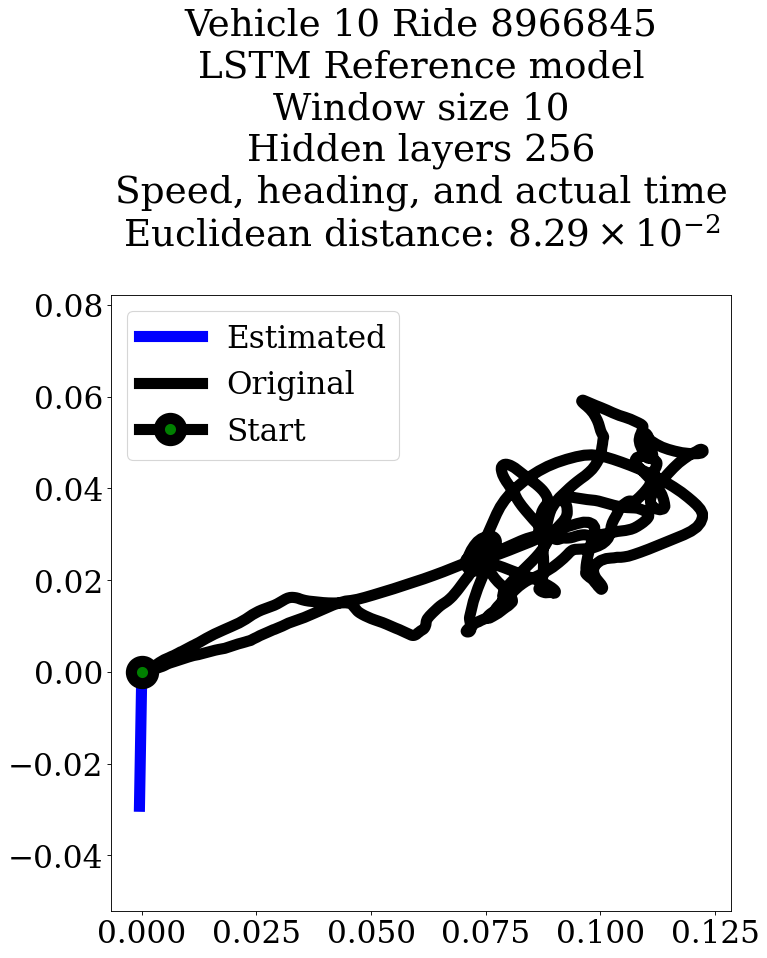 Vehicle 10 Ride 8966845
LSTM Reference model
Window size 10
Hidden layers 256
Speed, heading, and actual time
Euclidean distance: 8.29 × 10⁻²
Estimated
Original
Start
0.08
0.06
0.04
0.02
0.00
−0.02
−0.04
0.000 0.025 0.050 0.075 0.100 0.125